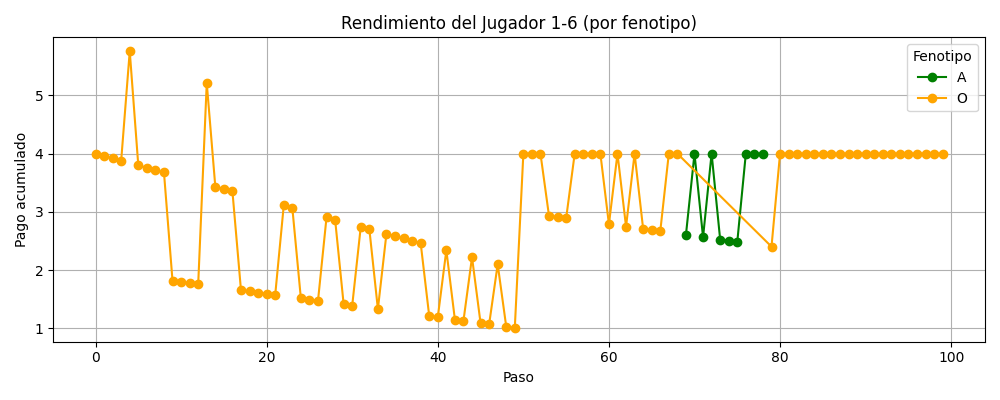 Rendimiento del Jugador 1-6 (por fenotipo)
Pago acumulado
5
4
3
2
1
0
20
40
60
80
100
Paso
Fenotipo
A
O